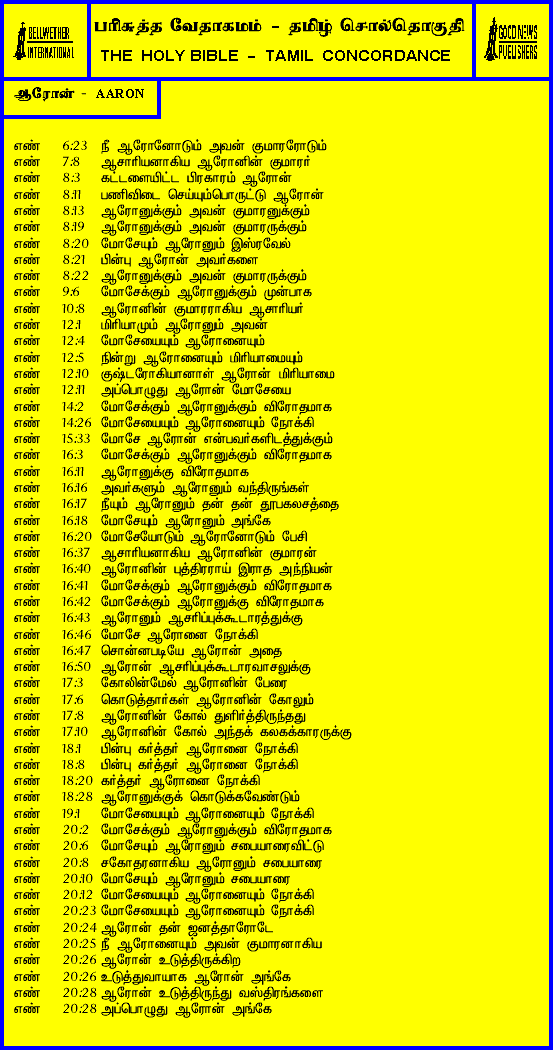 BELLWETHER
INTERNATIONAL
பரிசுத்த வேதாகமம் - தமிழ் சொல்தொகுதி
THE HOLY BIBLE - TAMIL CONCORDANCE
GOOD NEWS
PUBLISHERS
ஆரோன் - AARON
எண் 6:23 நீ ஆரோனோடும் அவன் குமாரரோடும்
எண் 7:8 ஆசாரியனாகிய ஆரோனின் குமாரர்
எண் 8:3 கட்டளையிட்ட பிரகாரம் ஆரோன்
எண் 8:11 பணிவிடை செய்யும்பொருட்டு ஆரோன்
எண் 8:13 ஆரோனுக்கும் அவன் குமாரனுக்கும்
எண் 8:19 ஆரோனுக்கும் அவன் குமாரருக்கும்
எண் 8:20 மோசேயும் ஆரோனும் இஸ்ரவேல்
எண் 8:21 பின்பு ஆரோன் அவர்களை
எண் 8:22 ஆரோனுக்கும் அவன் குமாரருக்கும்
எண் 9:6 மோசேக்கும் ஆரோனுக்கும் முன்பாக
எண் 10:8 ஆரோனின் குமாரராகிய ஆசாரியர்
எண் 12:1 மிரியாமும் ஆரோனும் அவன்
எண் 12:4 மோசேயையும் ஆரோனையும்
எண் 12:5 நின்று ஆரோனையும் மிரியாமையும்
எண் 12:10 குஷ்டரோகியானாள் ஆரோன் மிரியாமை
எண் 12:11 அப்பொழுது ஆரோன் மோசேயை
எண் 14:2 மோசேக்கும் ஆரோனுக்கும் விரோதமாக
எண் 14:26 மோசேயையும் ஆரோனையும் நோக்கி
எண் 15:33 மோசே ஆரோன் என்பவர்களிடத்துக்கும்
எண் 16:3 மோசேக்கும் ஆரோனுக்கும் விரோதமாக
எண் 16:11 ஆரோனுக்கு விரோதமாக
எண் 16:16 அவர்களும் ஆரோனும் வந்திருங்கள்
எண் 16:17 நீயும் ஆரோனும் தன் தன் தூபகலசத்தை
எண் 16:18 மோசேயும் ஆரோனும் அங்கே
எண் 16:20 மோசேயோடும் ஆரோனோடும் பேசி
எண் 16:37 ஆசாரியனாகிய ஆரோனின் குமாரன்
எண் 16:40 ஆரோனின் புத்திரராய் இராத அந்நியன்
எண் 16:41 மோசேக்கும் ஆரோனுக்கும் விரோதமாக
எண் 16:42 மோசேக்கும் ஆரோனுக்கு விரோதமாக
எண் 16:43 ஆரோனும் ஆசரிப்புக்கூடாரத்துக்கு
எண் 16:46 மோசே ஆரோனை நோக்கி
எண் 16:47 சொன்னபடியே ஆரோன் அதை
எண் 16:50 ஆரோன் ஆசரிப்புக்கூடாரவாசலுக்கு
எண் 17:3 கோலின்மேல் ஆரோனின் பேரை
எண் 17:6 கொடுத்தார்கள் ஆரோனின் கோலும்
எண் 17:8 ஆரோனின் கோல் துளிர்த்திருந்தது
எண் 17:10 ஆரோனின் கோல் அந்தக் கலகக்காரருக்கு
எண் 18:1 பின்பு கர்த்தர் ஆரோனை நோக்கி
எண் 18:8 பின்பு கர்த்தர் ஆரோனை நோக்கி
எண் 18:20 கர்த்தர் ஆரோனை நோக்கி
எண் 18:28 ஆரோனுக்குக் கொடுக்கவேண்டும்
எண் 19:1 மோசேயையும் ஆரோனையும் நோக்கி
எண் 20:2 மோசேக்கும் ஆரோனுக்கும் விரோதமாக
எண் 20:6 மோசேயும் ஆரோனும் சபையாரைவிட்டு
எண் 20:8 சகோதரனாகிய ஆரோனும் சபையாரை
எண் 20:10 மோசேயும் ஆரோனும் சபையாரை
எண் 20:12 மோசேயையும் ஆரோனையும் நோக்கி
எண் 20:23 மோசேயையும் ஆரோனையும் நோக்கி
எண் 20:24 ஆரோன் தன் ஜனத்தாரோடே
எண் 20:25 நீ ஆரோனையும் அவன் குமாரனாகிய
எண் 20:26 ஆரோன் உடுத்திருக்கிற
எண் 20:26 உடுத்துவாயாக ஆரோன் அங்கே
எண் 20:28 ஆரோன் உடுத்திருந்து வஸ்திரங்களை
எண் 20:28 அப்பொழுது ஆரோன் அங்கே